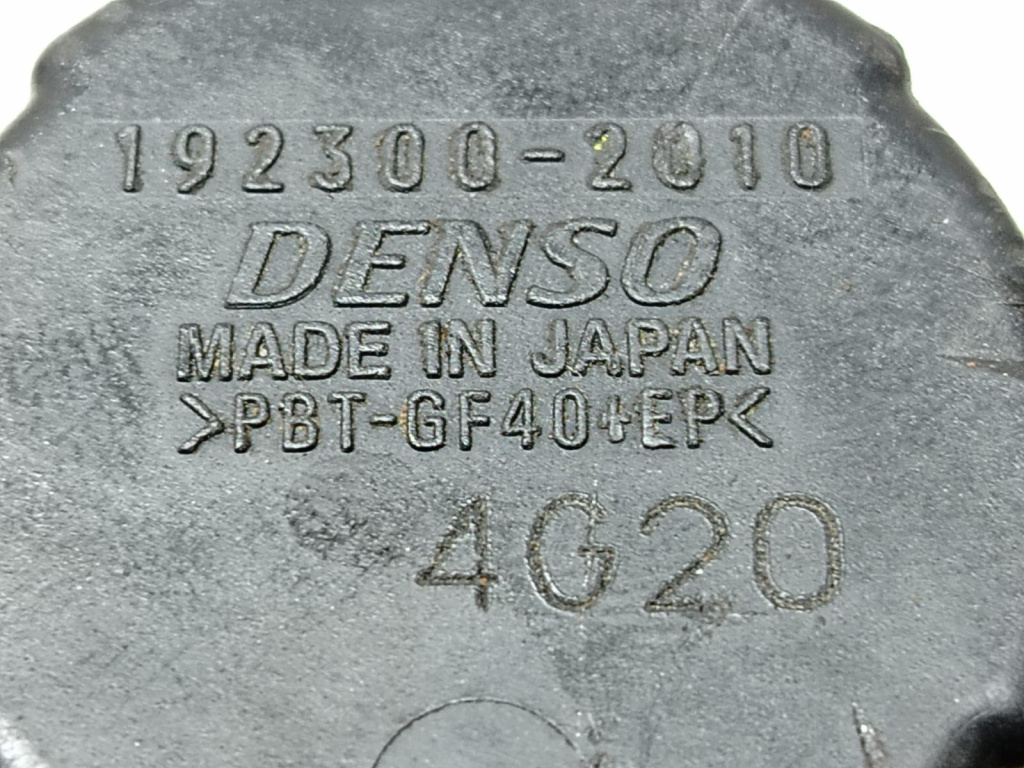 192300-2010
DENSO
MADE IN JAPAN
>PBT-GF40+EP<
4G20